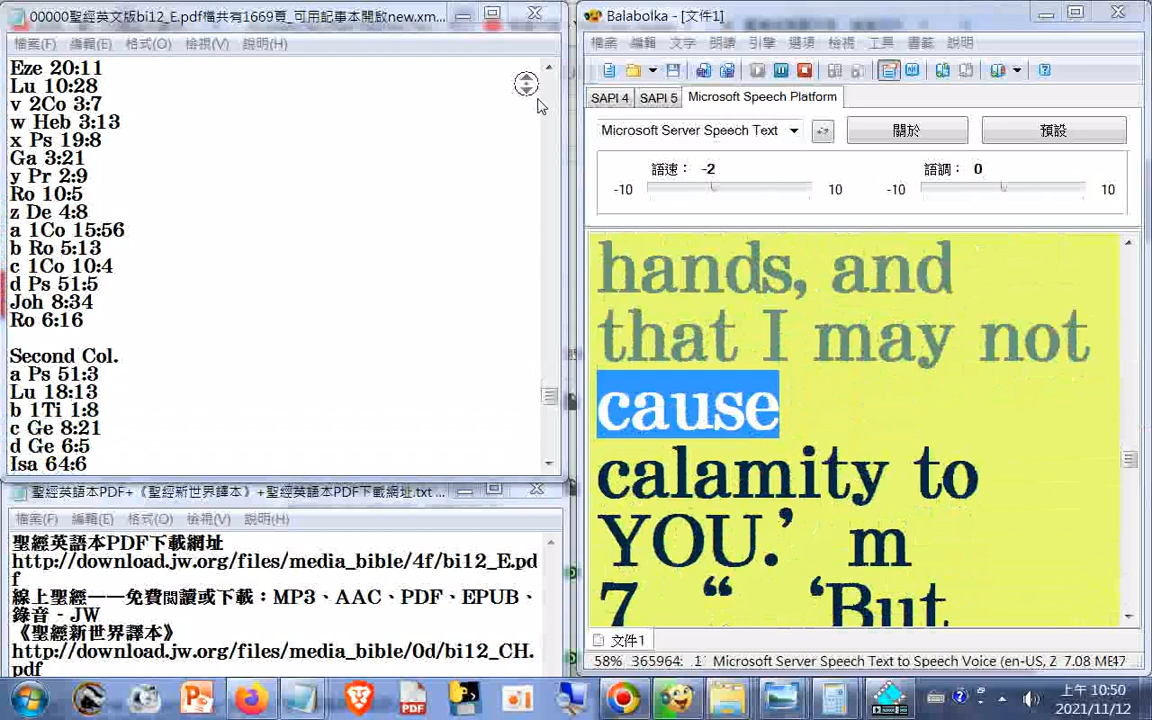 00000聖經英文版bi12_E.pdf檔共有1669頁_可用記事本開啟new.xm...
檔案(F) 編輯(E) 格式(O) 檢視(V) 說明(H)
Eze 20:11
Lu 10:28
v 2Co 3:7
w Heb 3:13
x Ps 19:8
Ga 3:21
y Pr 2:9
Ro 10:5
z De 4:8
a 1Co 15:56
b Ro 5:13
c 1Co 10:4
d Ps 51:5
Joh 8:34
Ro 6:16
Second Col.
a Ps 51:3
Lu 18:13
b 1Ti 1:8
c Ge 8:21
d Ge 6:5
Isa 64:6
聖經英語本PDF+《聖經新世界譯本》+聖經英語本PDF下載網址.txt ...
檔案(F) 編輯(E) 格式(O) 檢視(V) 說明(H)
聖經英語本PDF下載網址
http://download.jw.org/files/media_bible/4f/bi12_E.pd
f
線上聖經──免費閱讀或下載：MP3、AAC、PDF、EPUB、
錄音 - JW
《聖經新世界譯本》
http://download.jw.org/files/media_bible/0d/bi12_CH.
pdf
Balabolka - [文件1]
檔案 編輯 文字 朗讀 引擎 選項 檢視 工具 書籤 說明
SAPI 4 SAPI 5 Microsoft Speech Platform
Microsoft Server Speech Text 關於 預設
語速： -2 語調： 0
-10 10 -10 10
hands, and
that I may not
cause
calamity to
YOU.’ m
7 “ ‘But
文件1
58% 365964: Microsoft Server Speech Text to Speech Voice (en-US, Z 7.08 MB
PDF
上午 10:50
2021/11/12